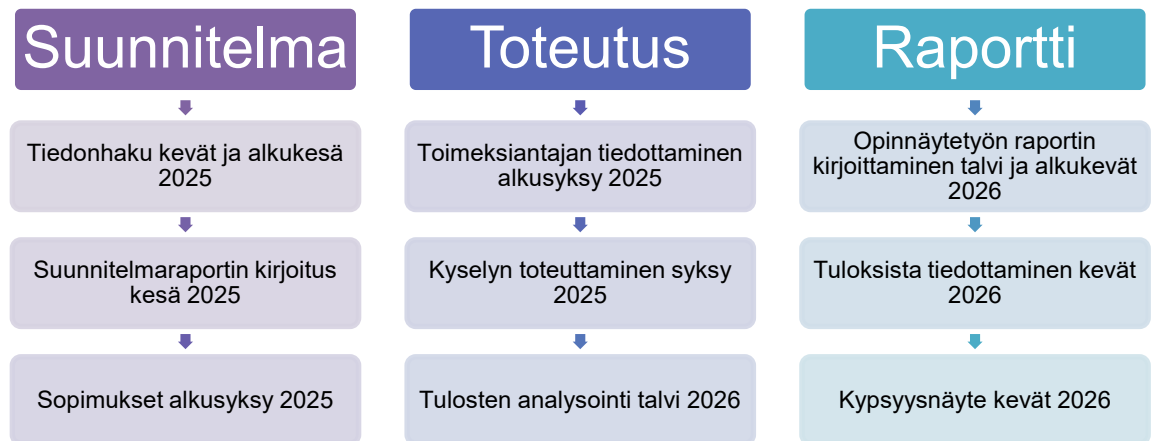 Suunnitelma
Tiedonhaku kevät ja alkukesä
2025
Suunnitelmaraportin kirjoitus
kesä 2025
Sopimukset alkusyksy 2025
Toteutus
Toimeksiantajan tiedottaminen
alkusyksy 2025
Kyselyn toteuttaminen syksy
2025
Tulosten analysointi talvi 2026
Raportti
Opinnäytetyön raportin
kirjoittaminen talvi ja alkukevät
2026
Tuloksista tiedottaminen kevät
2026
Kypsyysnäyte kevät 2026